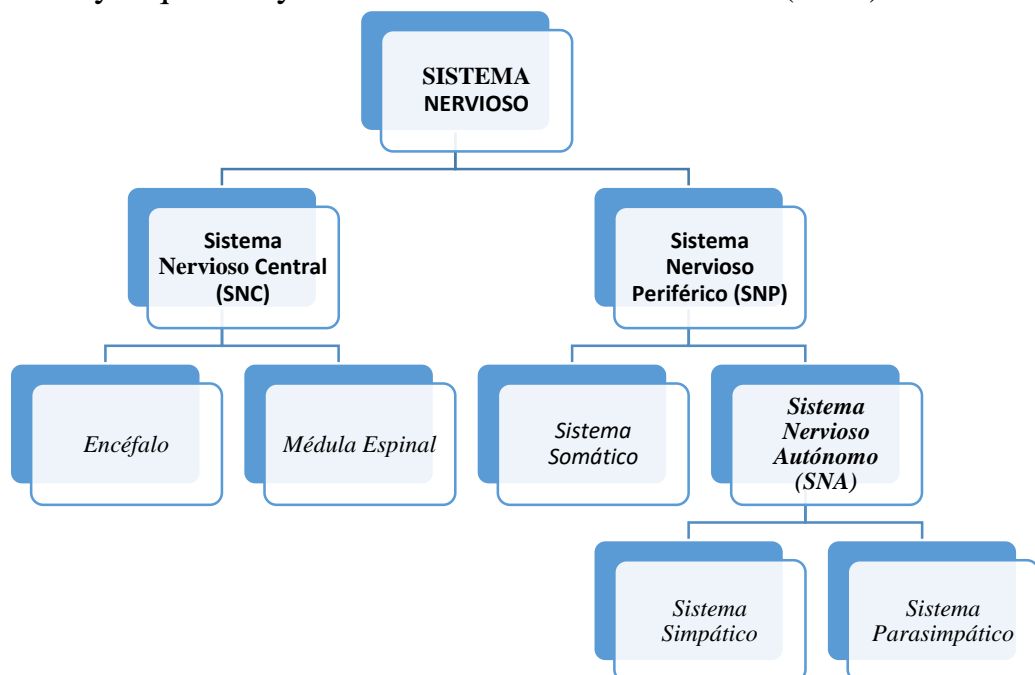 SISTEMA
NERVIOSO
Sistema
Nervioso Central
(SNC)
Sistema
Nervioso
Periférico (SNP)
Encéfalo
Médula Espinal
Sistema
Somático
Sistema
Nervioso
Autónomo
(SNA)
Sistema
Simpático
Sistema
Parasimpático